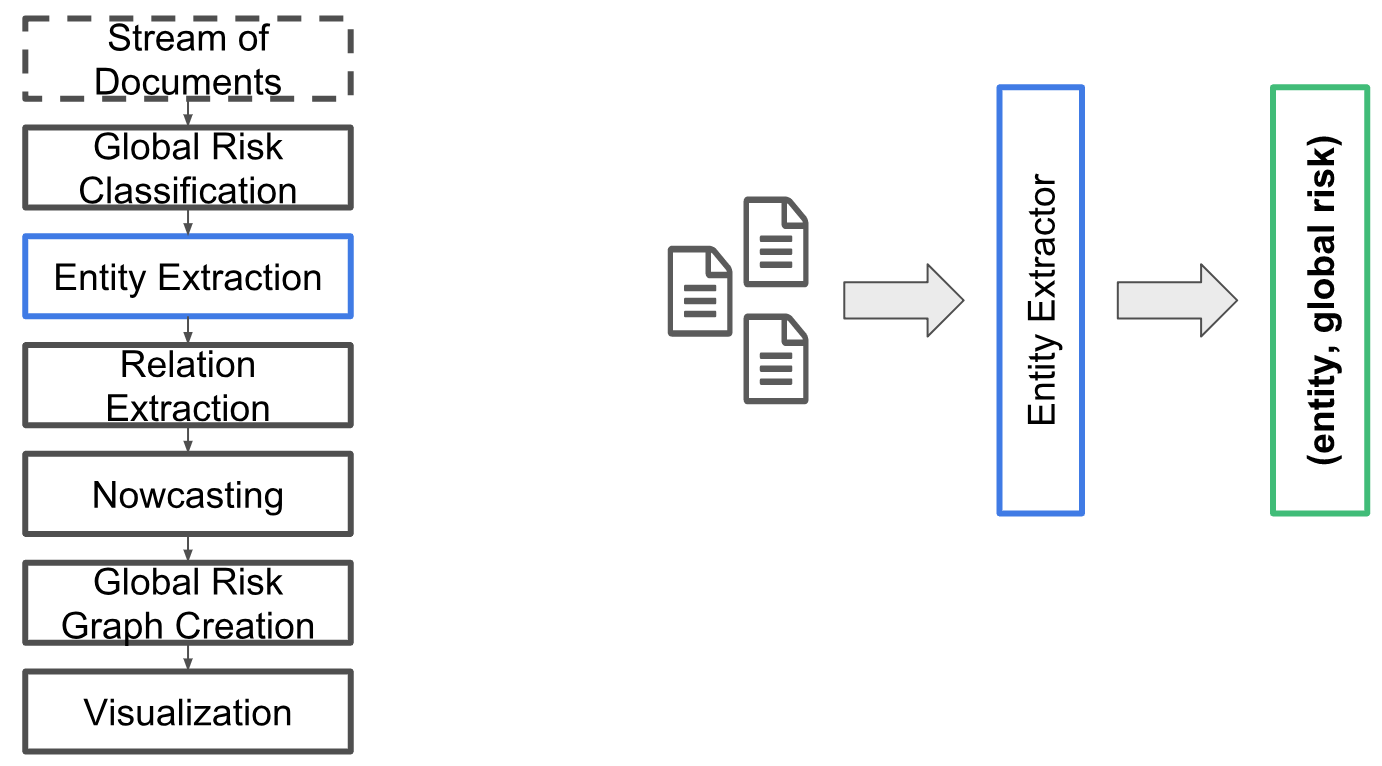 Stream of
Documents
Global Risk
Classification
Entity Extraction
Relation
Extraction
Nowcasting
Global Risk
Graph Creation
Visualization
Entity Extractor
(entity, global risk)